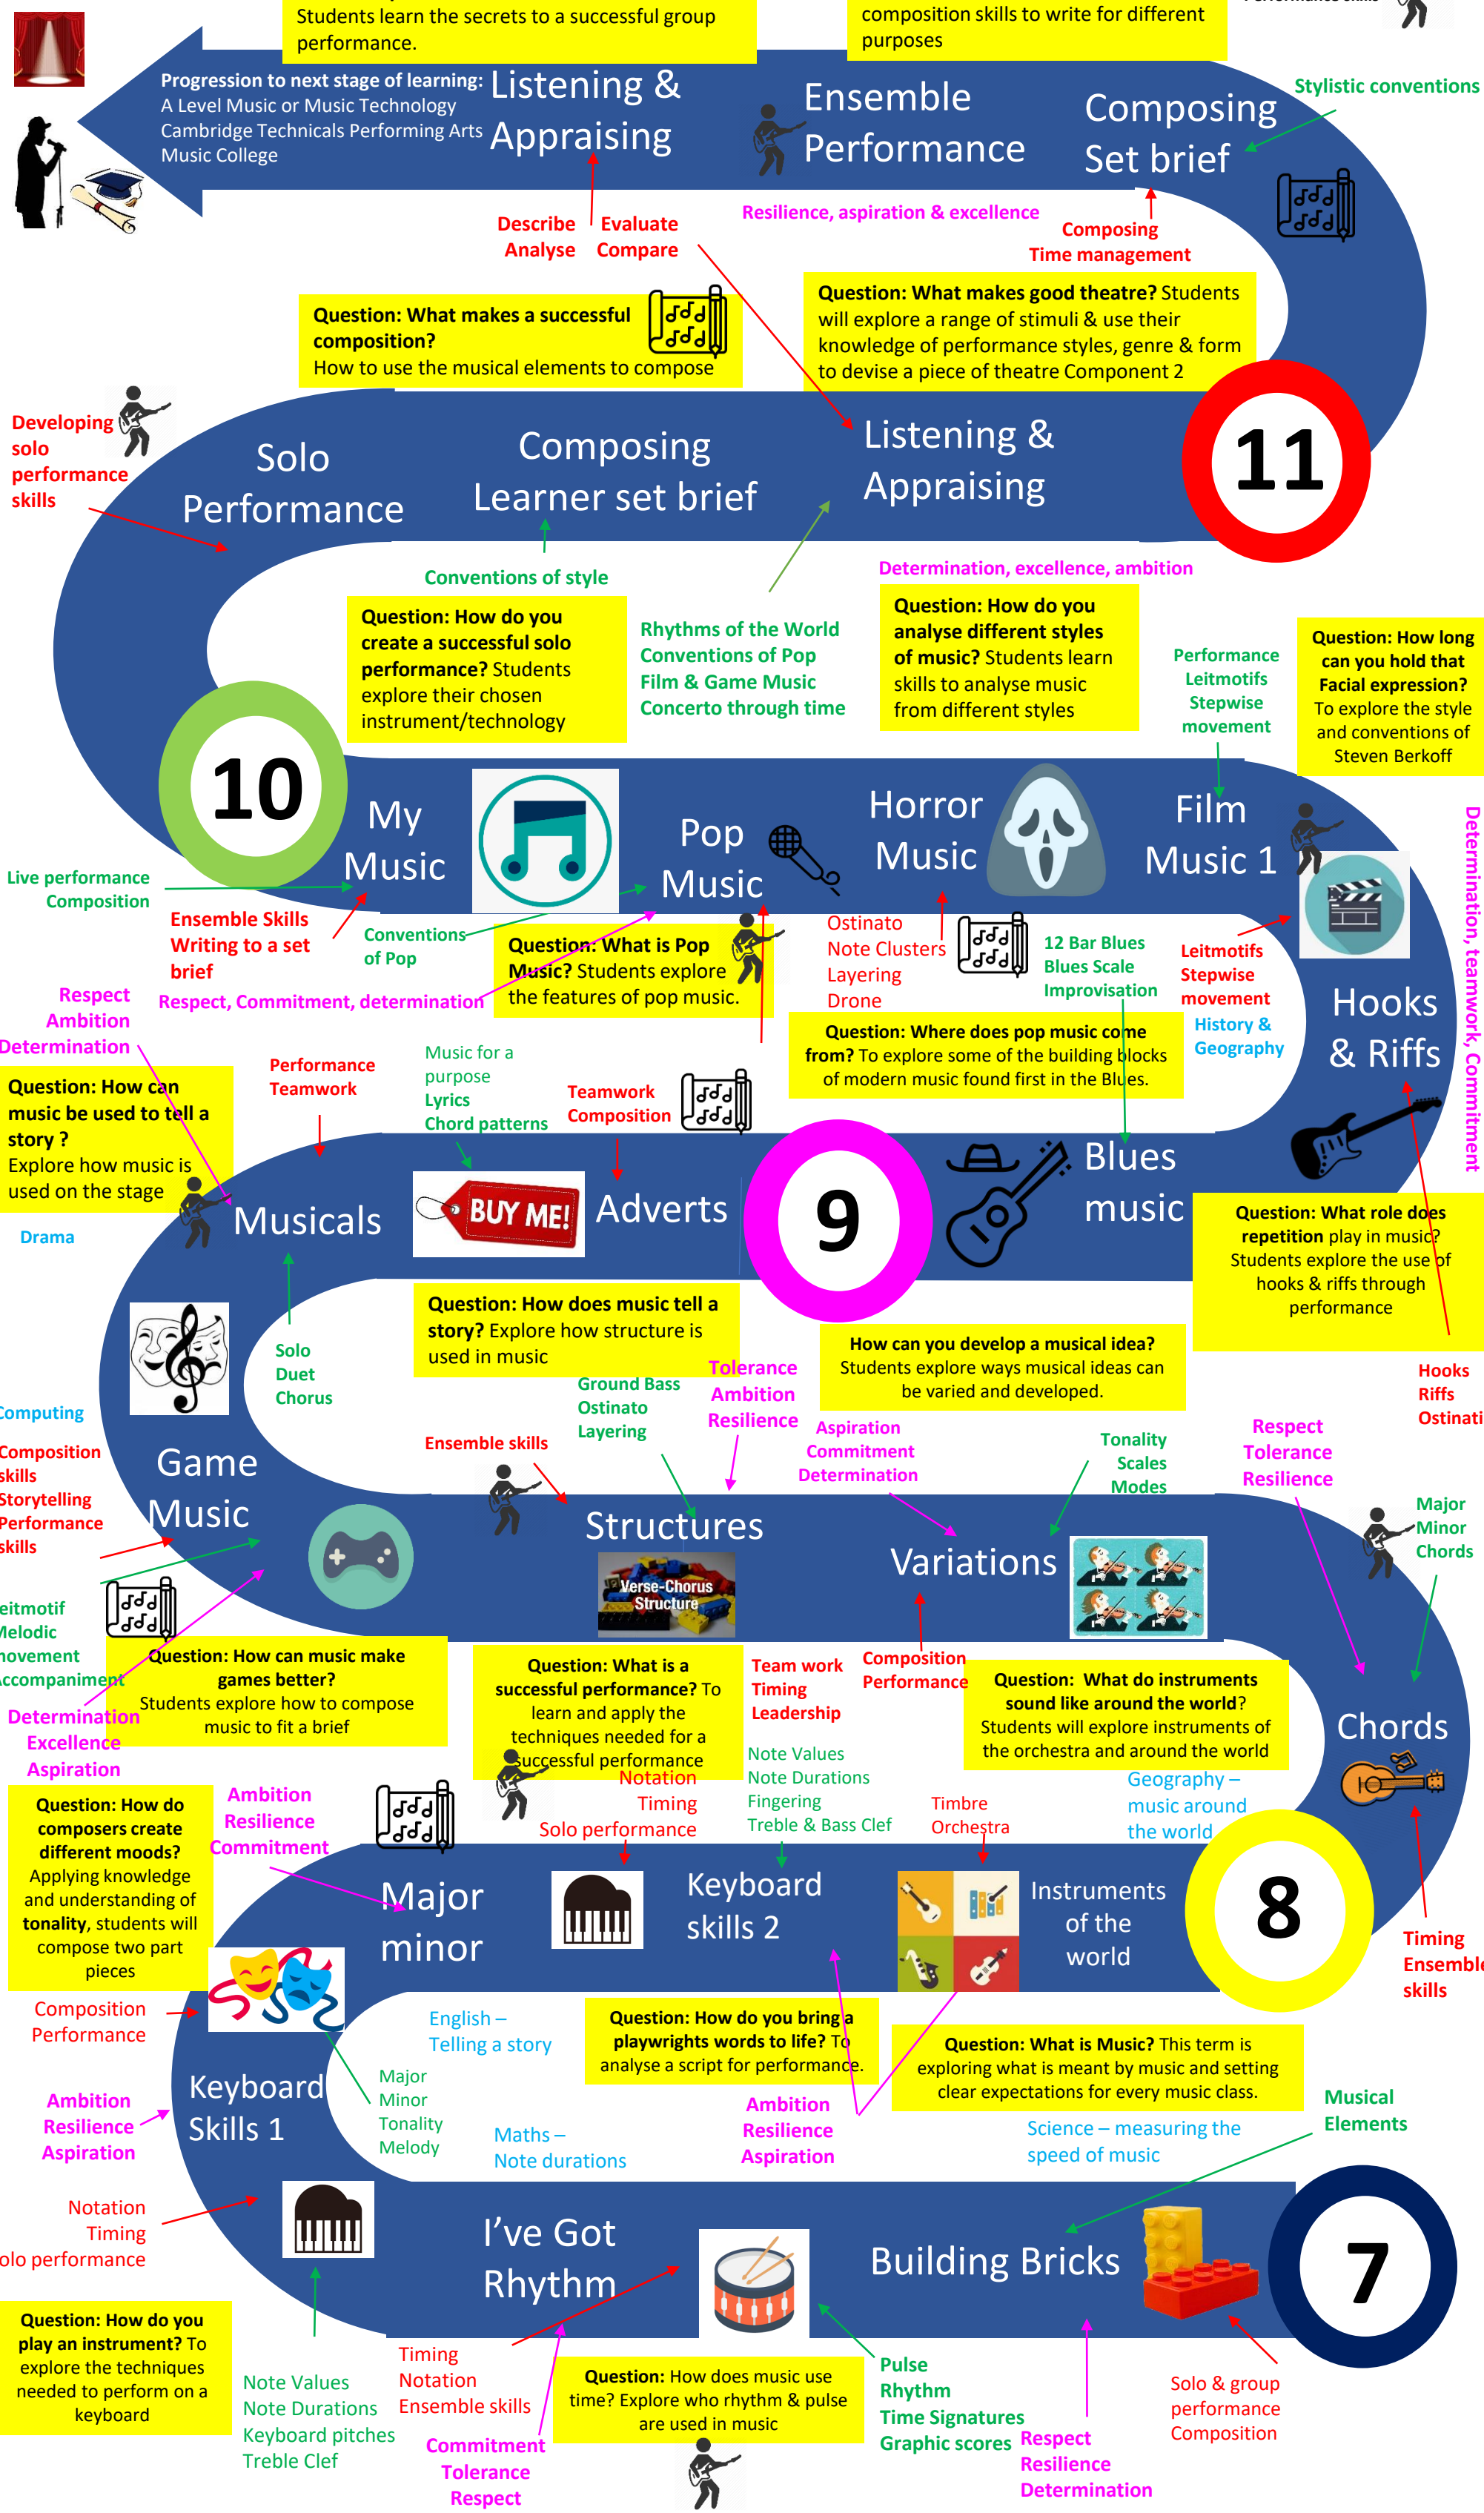 Students learn the secrets to a successful group
performance.
composition skills to write for different
purposes
Progression to next stage of learning:
A Level Music or Music Technology
Cambridge Technicals Performing Arts
Music College
Listening &
Appraising
Ensemble
Performance
Composing
Set brief
Stylistic conventions
Describe
Analyse
Evaluate
Compare
Resilience, aspiration & excellence
Composing
Time management
Question: What makes a successful
composition?
How to use the musical elements to compose
Question: What makes good theatre? Students
will explore a range of stimuli & use their
knowledge of performance styles, genre & form
to devise a piece of theatre Component 2
Developing
solo
performance
skills
Solo
Performance
Composing
Learner set brief
Listening &
Appraising
11
Conventions of style
Determination, excellence, ambition
Question: How do you
create a successful solo
performance? Students
explore their chosen
instrument/technology
Rhythms of the World
Conventions of Pop
Film & Game Music
Concerto through time
Question: How do you
analyse different styles
of music? Students learn
skills to analyse music
from different styles
Performance
Leitmotifs
Stepwise
movement
Question: How long
can you hold that
Facial expression?
To explore the style
and conventions of
Steven Berkoff
10
My
Music
Pop
Music
Horror
Music
Film
Music 1
Determination, teamwork, Commitment
Live performance
Composition
Ensemble Skills
Writing to a set
brief
Conventions
of Pop
Question: What is Pop
Music? Students explore
the features of pop music.
Ostinato
Note Clusters
Layering
Drone
12 Bar Blues
Blues Scale
Improvisation
Leitmotifs
Stepwise
movement
History &
Geography
Hooks
& Riffs
Respect
Ambition
Determination
Respect, Commitment, determination
Question: Where does pop music come
from? To explore some of the building blocks
of modern music found first in the Blues.
Question: How can
music be used to tell a
story ?
Explore how music is
used on the stage
Performance
Teamwork
Music for a
purpose
Lyrics
Chord patterns
Teamwork
Composition
Drama
Musicals
BUY ME!
Adverts
9
Blues
music
Question: What role does
repetition play in music?
Students explore the use of
hooks & riffs through
performance
Solo
Duet
Chorus
Question: How does music tell a
story? Explore how structure is
used in music
How can you develop a musical idea?
Students explore ways musical ideas can
be varied and developed.
Hooks
Riffs
Ostinati
Computing
Composition
skills
Storytelling
Performance
skills
Game
Music
Ensemble skills
Ground Bass
Ostinato
Layering
Tolerance
Ambition
Resilience
Aspiration
Commitment
Determination
Tonality
Scales
Modes
Respect
Tolerance
Resilience
Major
Minor
Chords
Structures
Verse-Chorus
Structure
Variations
eitmotif
Melodic
movement
Accompaniment
Question: How can music make
games better?
Students explore how to compose
music to fit a brief
Determination
Excellence
Aspiration
Question: What is a
successful performance? To
learn and apply the
techniques needed for a
successful performance
Team work
Timing
Leadership
Composition
Performance
Question: What do instruments
sound like around the world?
Students will explore instruments of
the orchestra and around the world
Chords
Question: How do
composers create
different moods?
Applying knowledge
and understanding of
tonality, students will
compose two part
pieces
Ambition
Resilience
Commitment
Notation
Timing
Solo performance
Note Values
Note Durations
Fingering
Treble & Bass Clef
Timbre
Orchestra
Geography –
music around
the world
Major
minor
Keyboard
skills 2
Instruments
of the
world
8
Timing
Ensemble
skills
Composition
Performance
English –
Telling a story
Question: How do you bring a
playwrights words to life? To
analyse a script for performance.
Question: What is Music? This term is
exploring what is meant by music and setting
clear expectations for every music class.
Ambition
Resilience
Aspiration
Keyboard
Skills 1
Major
Minor
Tonality
Melody
Maths –
Note durations
Ambition
Resilience
Aspiration
Science – measuring the
speed of music
Musical
Elements
Notation
Timing
olo performance
I've Got
Rhythm
Building Bricks
7
Question: How do you
play an instrument? To
explore the techniques
needed to perform on a
keyboard
Note Values
Note Durations
Keyboard pitches
Treble Clef
Timing
Notation
Ensemble skills
Commitment
Tolerance
Respect
Question: How does music use
time? Explore who rhythm & pulse
are used in music
Pulse
Rhythm
Time Signatures
Graphic scores
Respect
Resilience
Determination
Solo & group
performance
Composition